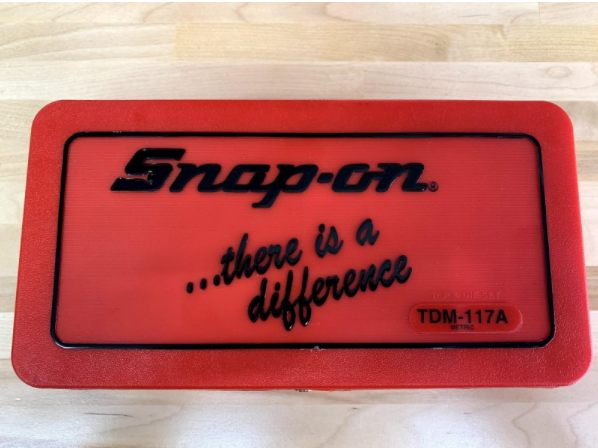 Snap-on®
...there is a
difference
TDM-117A
METRIC